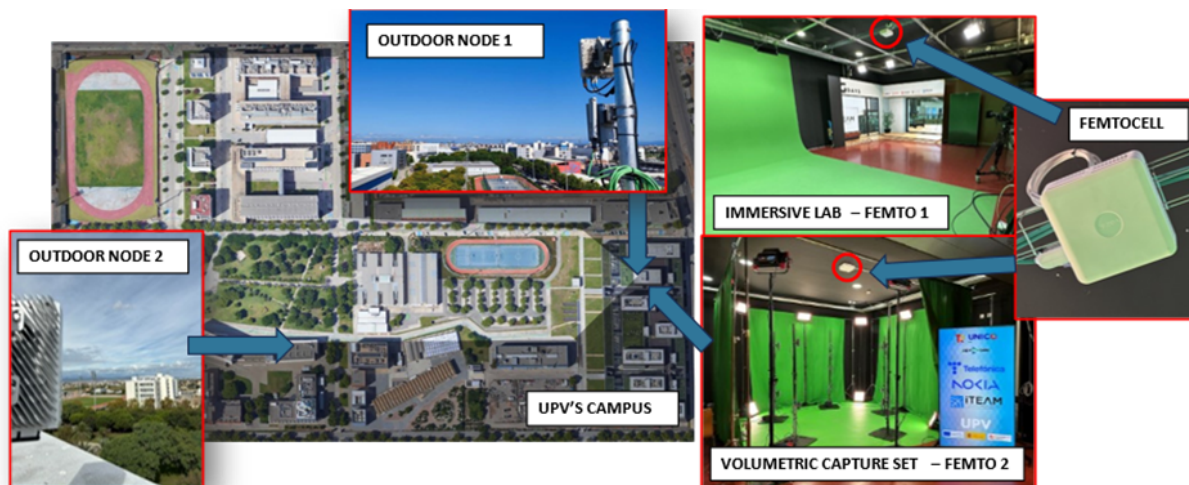 OUTDOOR NODE 1
FEMTOCELL
IMMERSIVE LAB – FEMTO 1
OUTDOOR NODE 2
UPV'S CAMPUS
UNICO
Telefónica
NOKIA
iTEAM
UPV
VOLUMETRIC CAPTURE SET – FEMTO 2